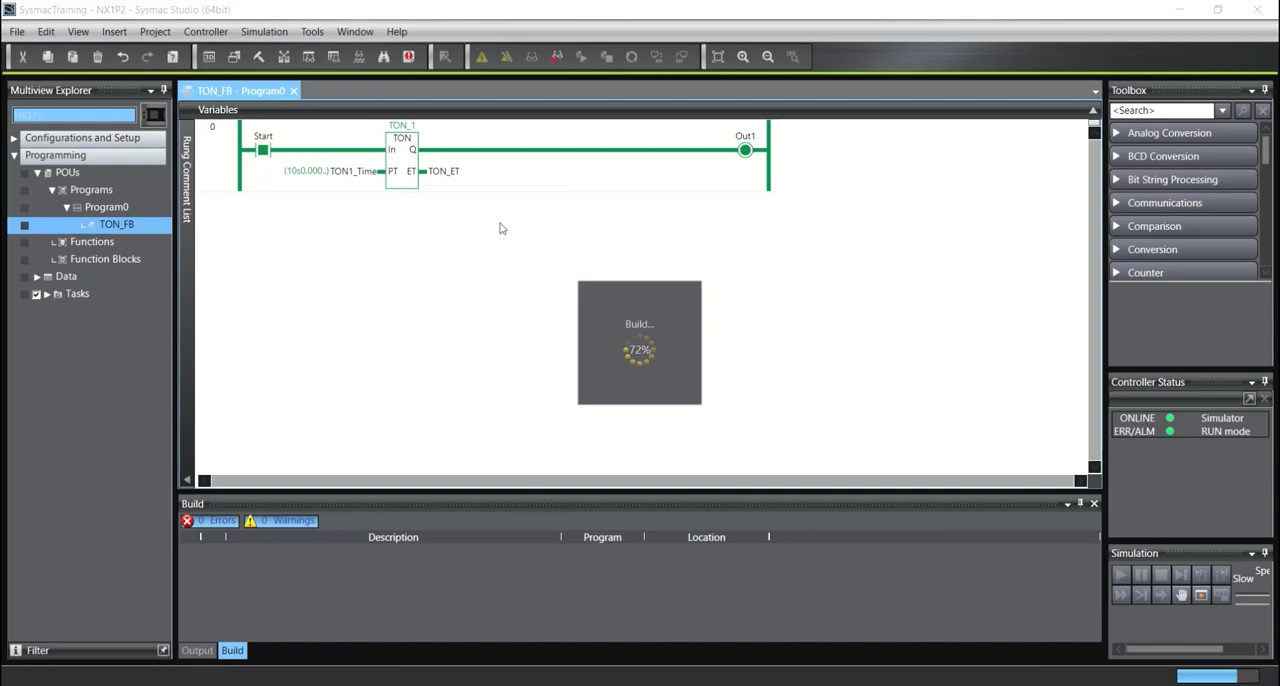 SysmacTraining - NX1P2 - Sysmac Studio (64bit)
File Edit View Insert Project Controller Simulation Tools Window Help
Multiview Explorer
NX1P2
Configurations and Setup
Programming
POUs
Programs
Program0
TON_FB
Functions
Function Blocks
Data
Tasks
Filter
TON_FB - Program0
Variables
Rung Comment List
0
Start
TON_1
TON
In Q
Out1
(10s0.000..) TON1_Time PT ET TON_ET
Build...
72%
Build
0 Errors 0 Warnings
Description Program Location
Output Build
Toolbox
<Search>
Analog Conversion
BCD Conversion
Bit String Processing
Communications
Comparison
Conversion
Counter
Controller Status
ONLINE Simulator
ERR/ALM RUN mode
Simulation
Spe
Slow